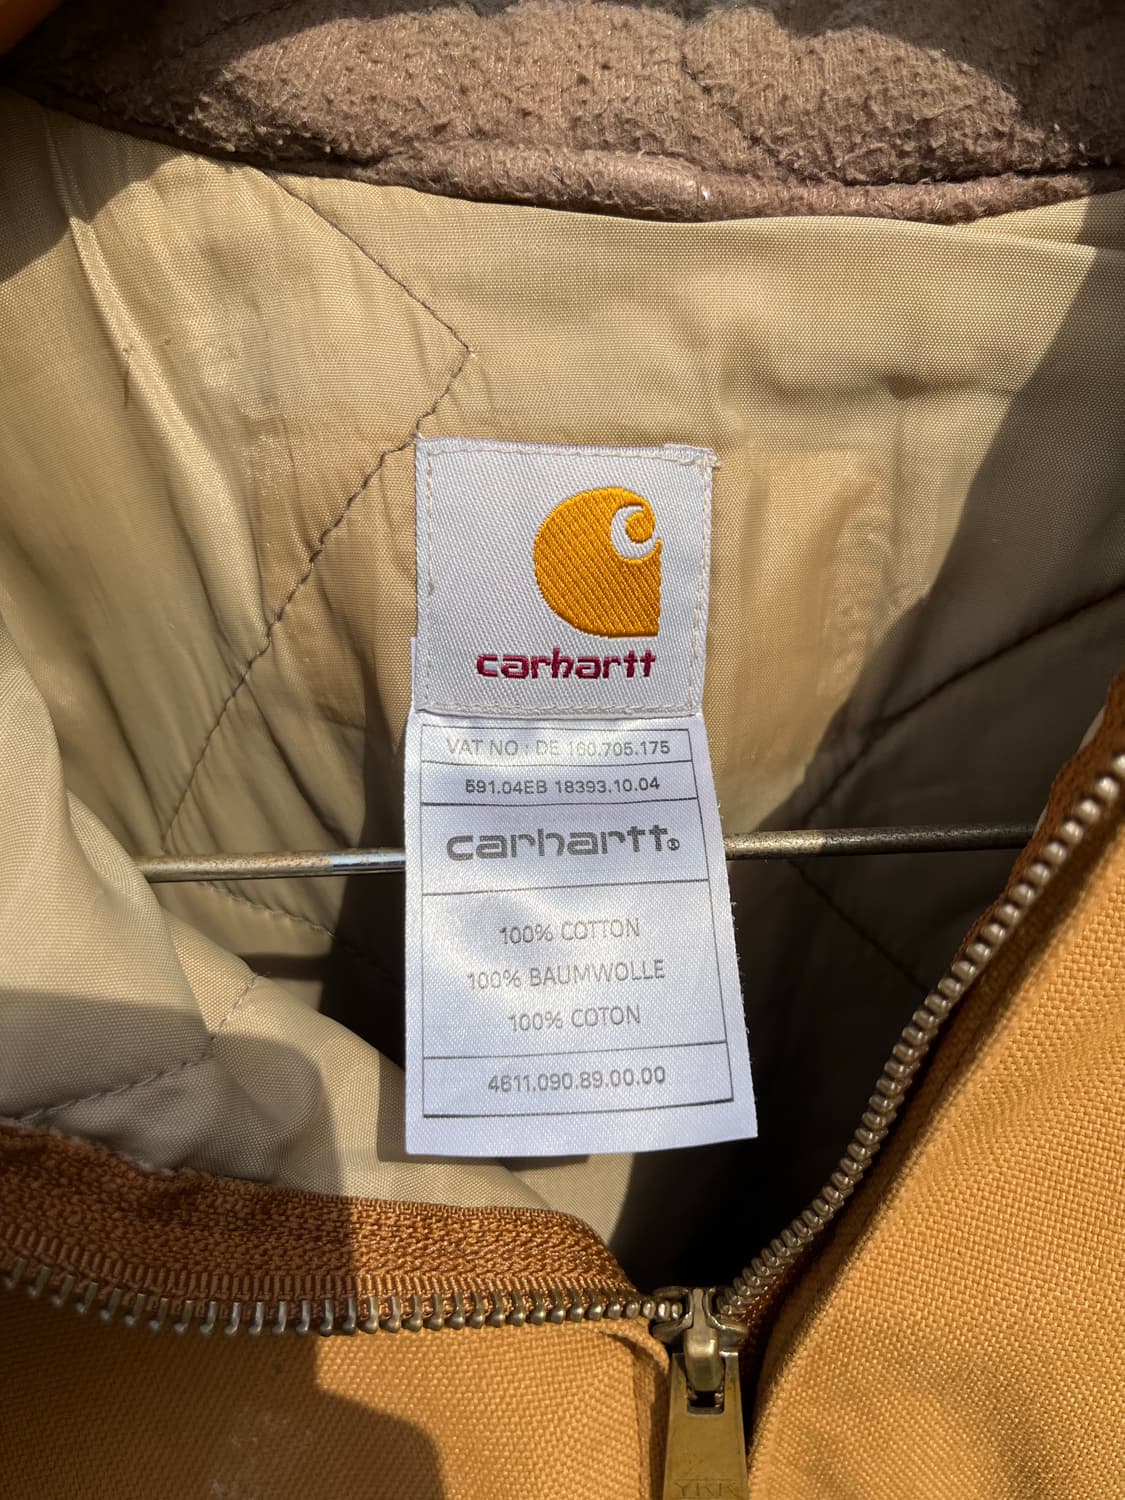 carhartt
VAT NO : DE 160.705.175
591.04EB 18393.10.04
carhartt®
100% COTTON
100% BAUMWOLLE
100% COTON
4611.090.89.00.00
YKK